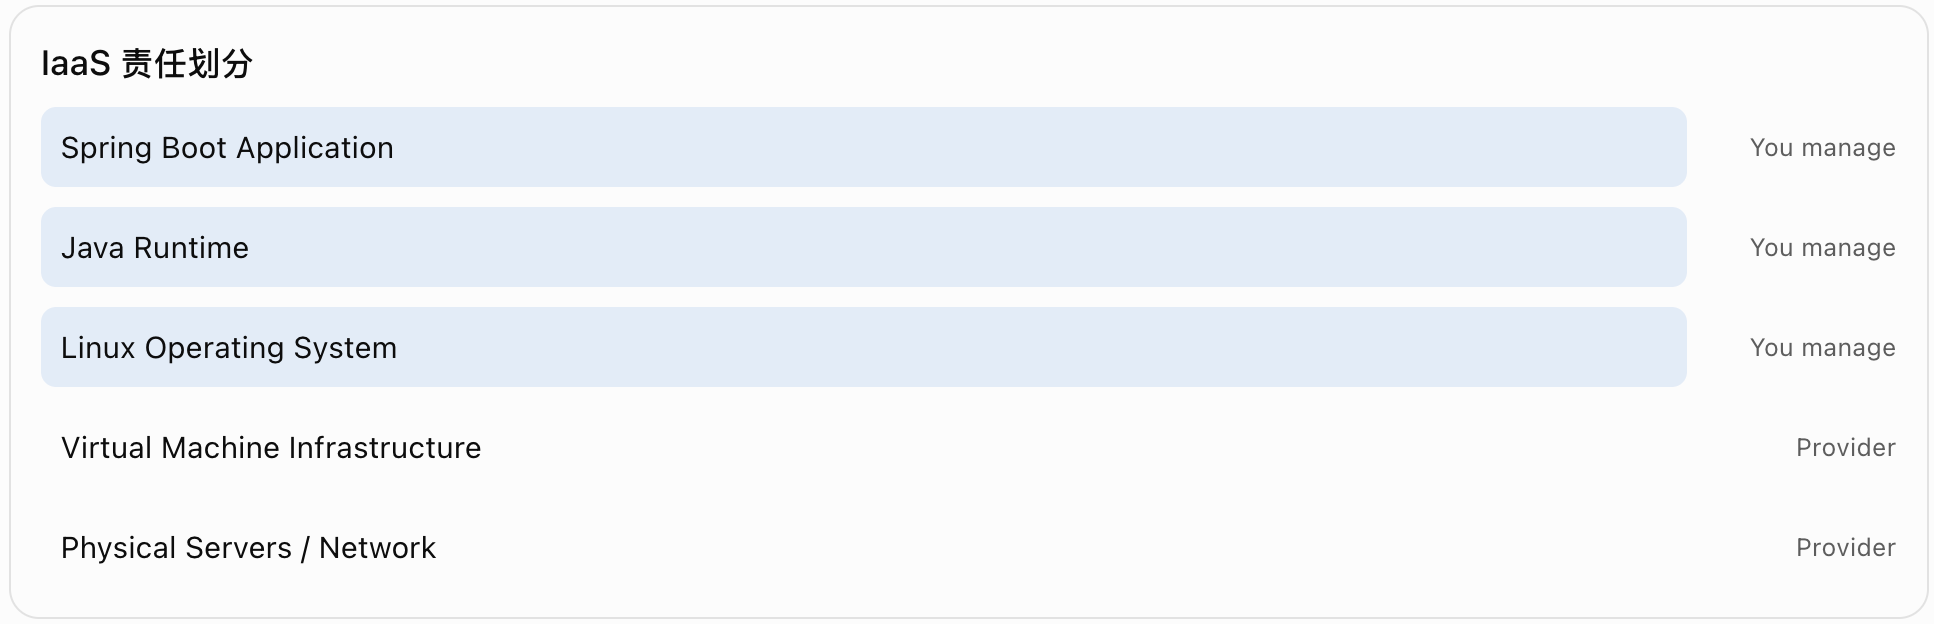 IaaS 责任划分
Spring Boot Application You manage
Java Runtime You manage
Linux Operating System You manage
Virtual Machine Infrastructure Provider
Physical Servers / Network Provider